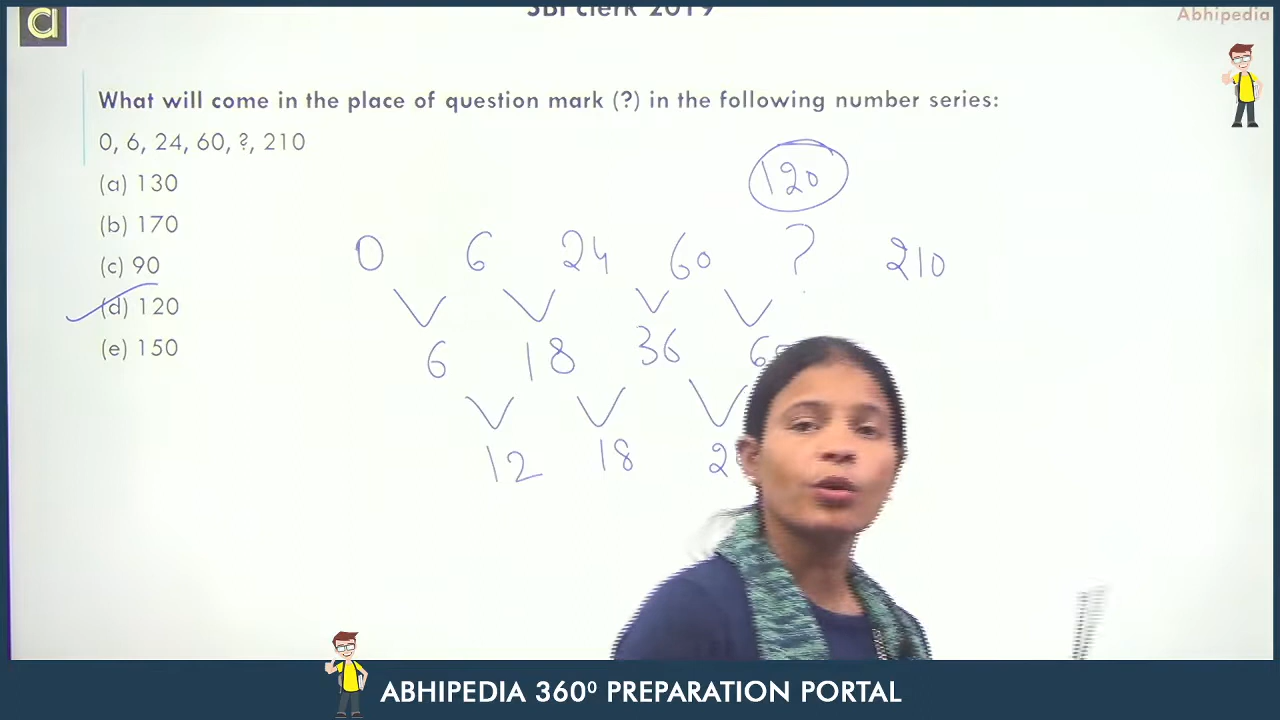 SBI Clerk 2019
Abhipedia
a
What will come in the place of question mark (?) in the following number series:
0, 6, 24, 60, ?, 210
(a) 130
(b) 170
(c) 90
(d) 120
(e) 150
120
0 6 24 60 ? 210
6 18 36
12 18
ABHIPEDIA 360⁰ PREPARATION PORTAL